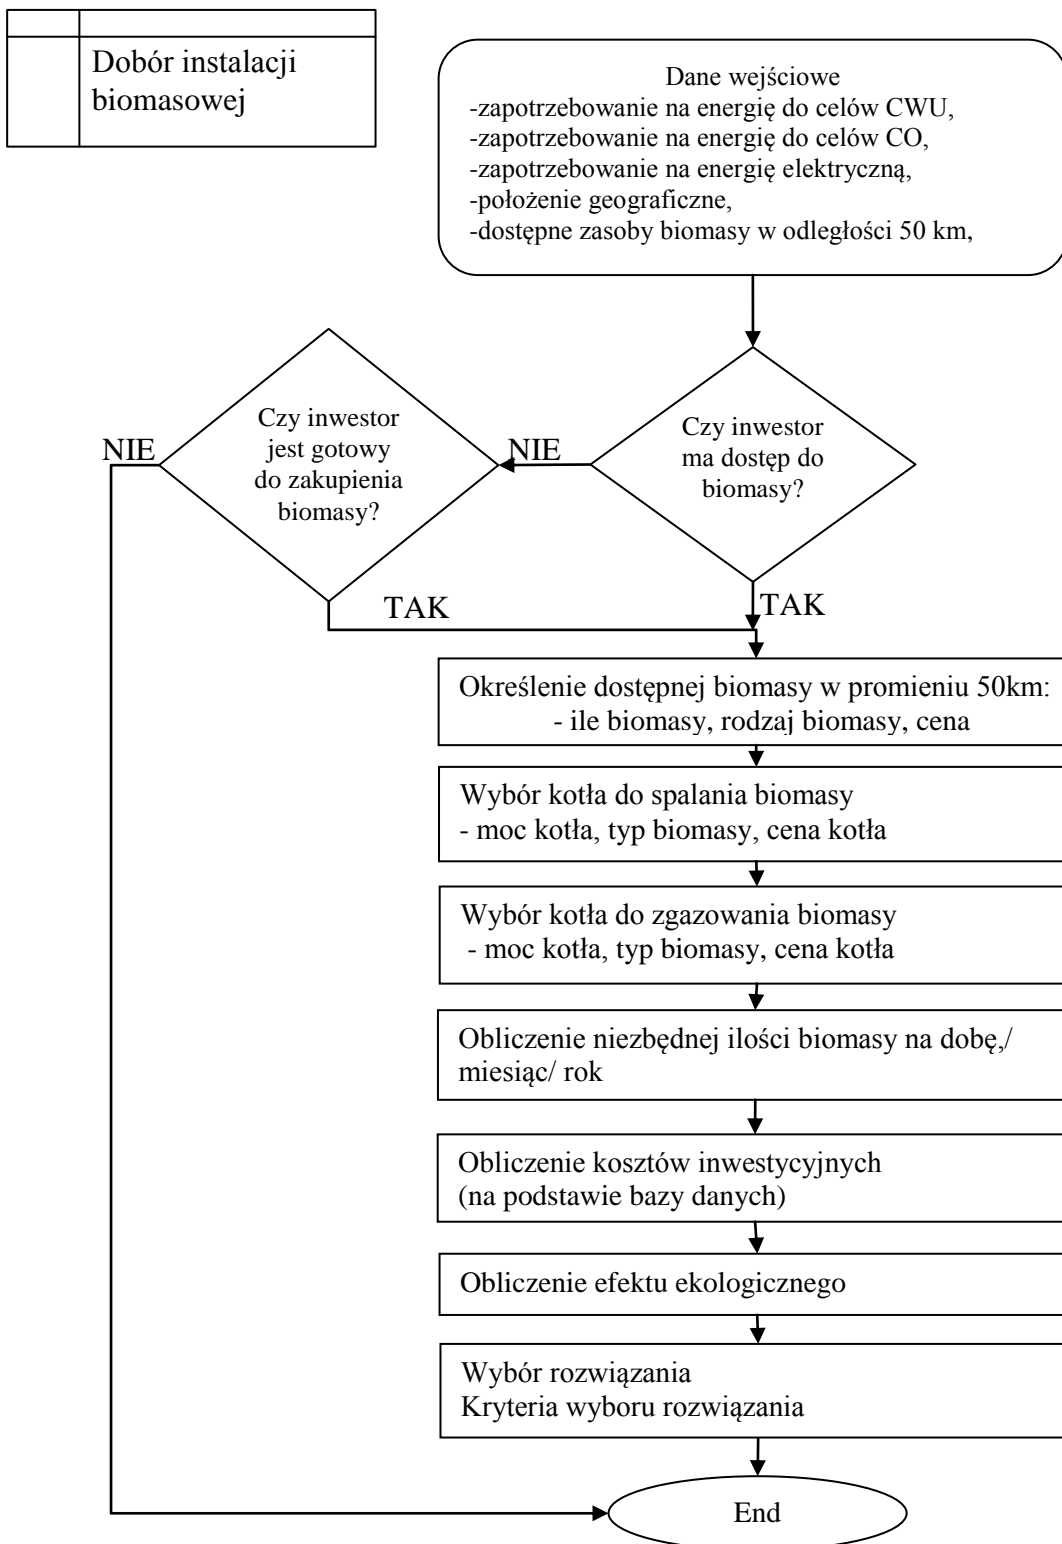 Dobór instalacji
biomasowej
Dane wejściowe
-zapotrzebowanie na energię do celów CWU,
-zapotrzebowanie na energię do celów CO,
-zapotrzebowanie na energię elektryczną,
-położenie geograficzne,
-dostępne zasoby biomasy w odległości 50 km,
Czy inwestor
ma dostęp do
biomasy?
NIE
Czy inwestor
jest gotowy
do zakupienia
biomasy?
NIE
TAK
TAK
Określenie dostępnej biomasy w promieniu 50km:
- ile biomasy, rodzaj biomasy, cena
Wybór kotła do spalania biomasy
- moc kotła, typ biomasy, cena kotła
Wybór kotła do zgazowania biomasy
- moc kotła, typ biomasy, cena kotła
Obliczenie niezbędnej ilości biomasy na dobę,/
miesiąc/ rok
Obliczenie kosztów inwestycyjnych
(na podstawie bazy danych)
Obliczenie efektu ekologicznego
Wybór rozwiązania
Kryteria wyboru rozwiązania
End